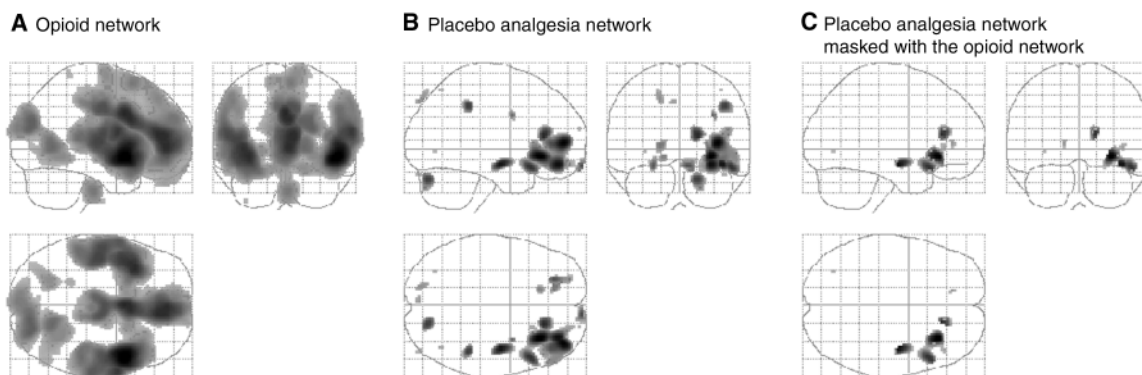 A Opioid network
B Placebo analgesia network
C Placebo analgesia network
masked with the opioid network